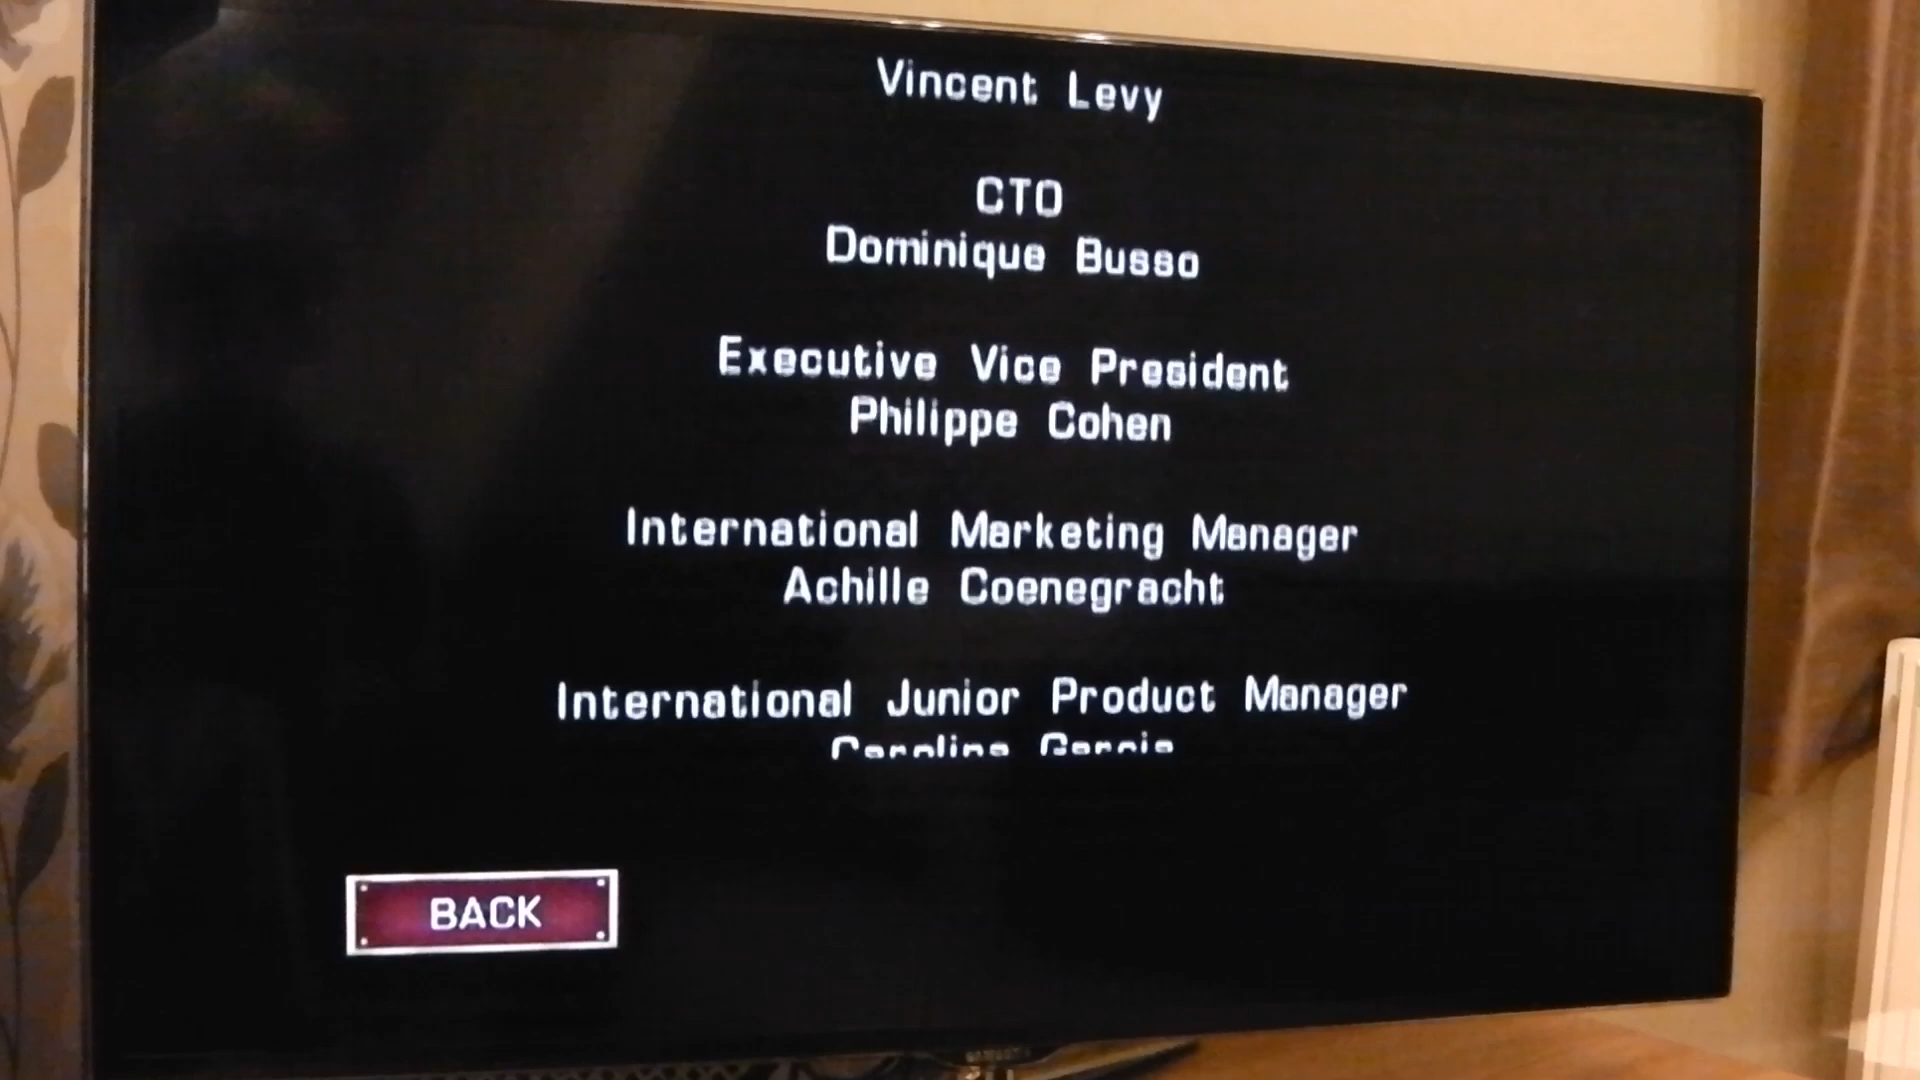 Vincent Levy
CTO
Dominique Busso
Executive Vice President
Philippe Cohen
International Marketing Manager
Achille Coenegracht
International Junior Product Manager
BACK